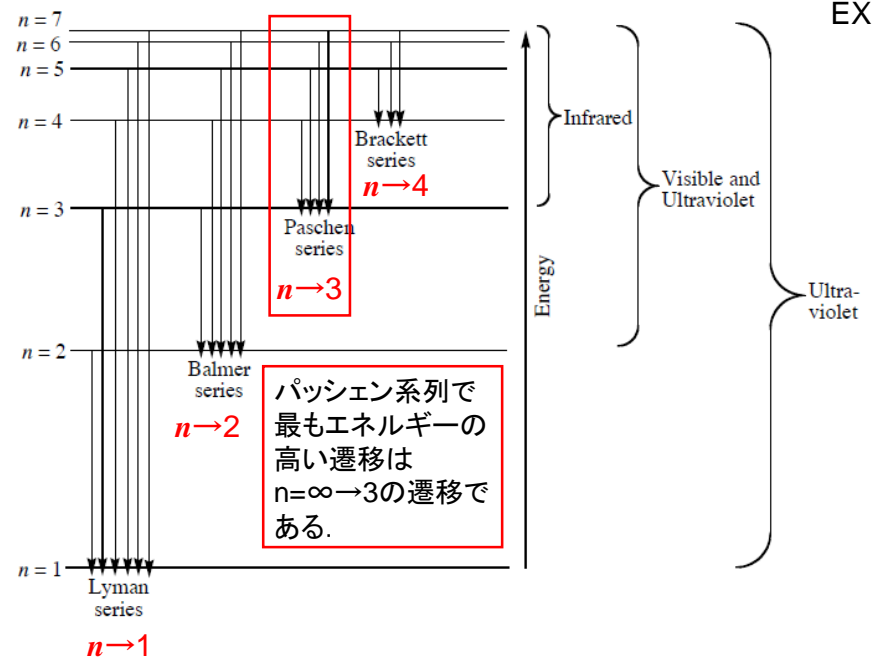 EX
n = 7
n = 6
n = 5
n = 4
n = 3
n = 2
n = 1
Brackett
series
n→4
Paschen
series
n→3
Balmer
series
n→2
Lyman
series
n→1
パッシェン系列で
最もエネルギーの
高い遷移は
n=∞→3の遷移で
ある.
Energy
Infrared
Visible and
Ultraviolet
Ultra-
violet